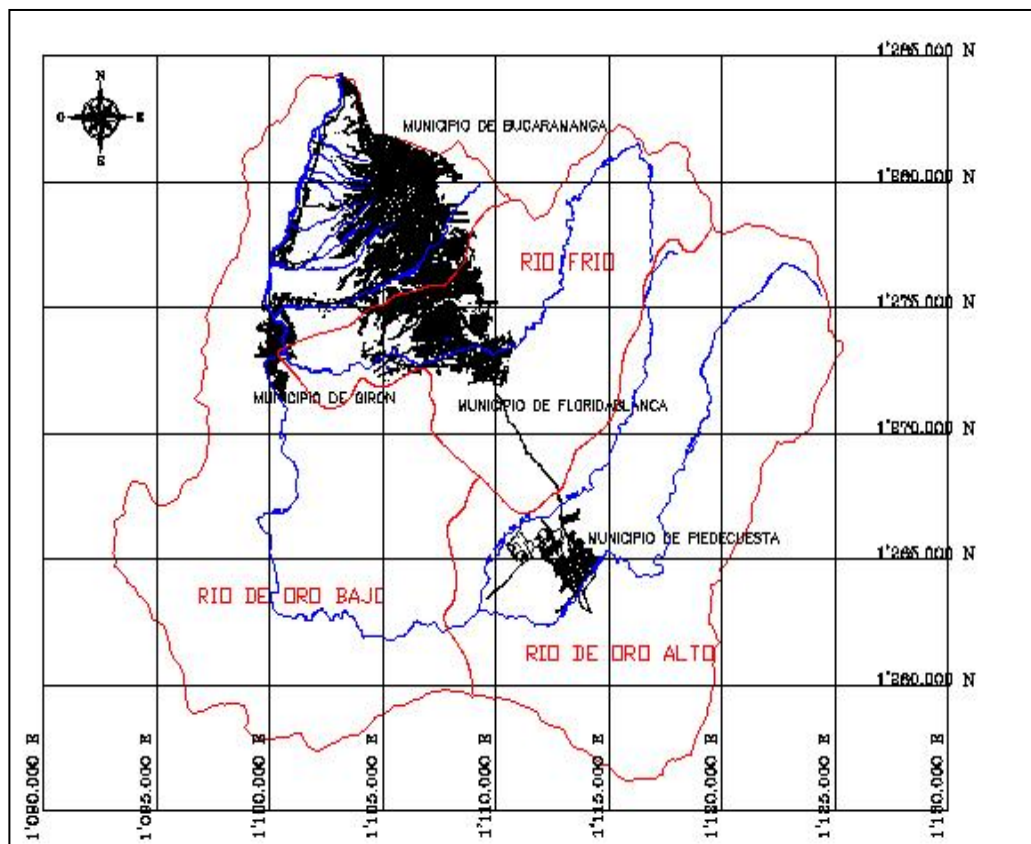 1'285.000 N
N
O E
S
MUNICIPIO DE BUCARAMANGA
1'280.000 N
RIO FRIO
1'275.000 N
MUNICIPIO DE GIRON
MUNICIPIO DE FLORIDABLANCA
1'270.000 N
MUNICIPIO DE PIEDECUESTA
1'265.000 N
RIO DE ORO BAJO
RIO DE ORO ALTO
1'260.000 N
1'090.000 E
1'095.000 E
1'100.000 E
1'105.000 E
1'110.000 E
1'115.000 E
1'120.000 E
1'125.000 E
1'130.000 E